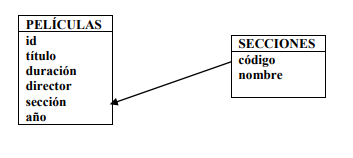 PELÍCULAS
id
título
duración
director
sección
año
SECCIONES
código
nombre